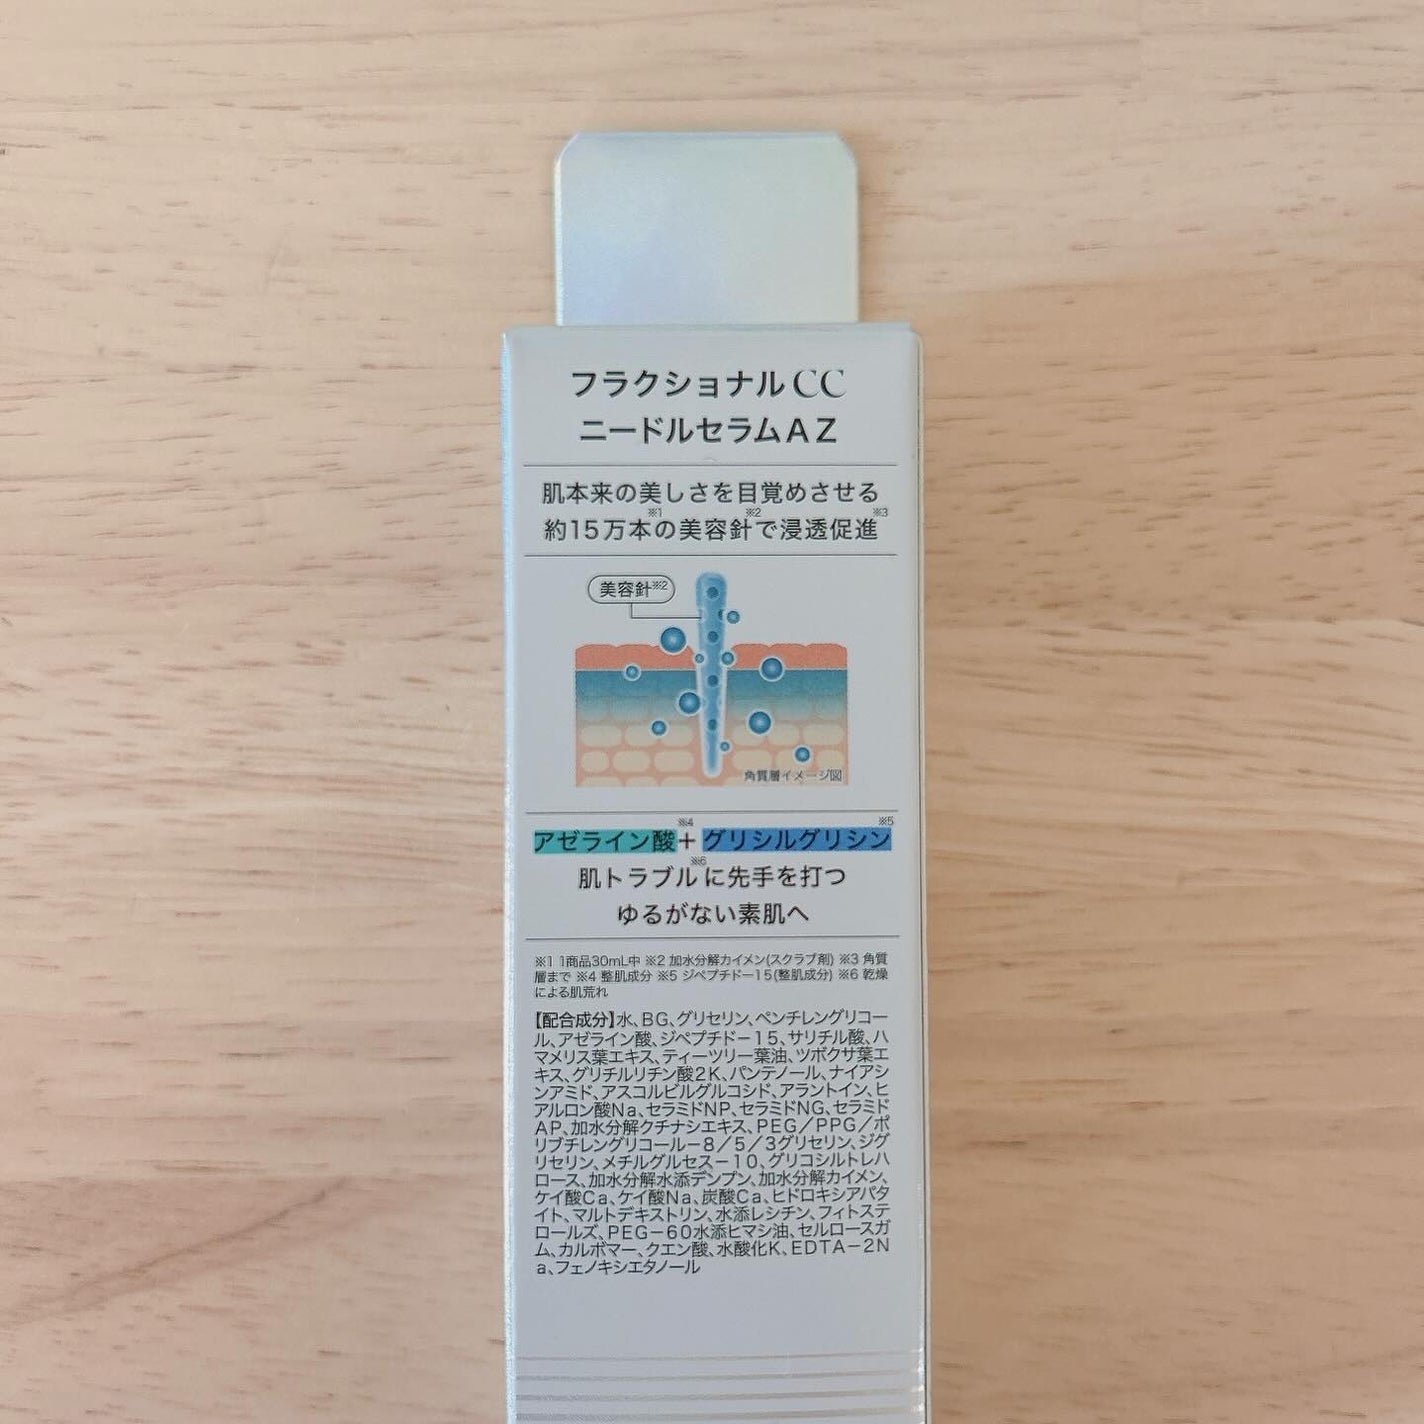 フラクショナルCC
ニードルセラムAZ
肌本来の美しさを目覚めさせる
約15万本※1の美容針※2で浸透促進※3
美容針※2
角質層イメージ図
アゼライン酸※4＋グリシルグリシン※5
肌トラブル※6に先手を打つ
ゆるがない素肌へ
※1 1商品30mL中 ※2 加水分解カイメン(スクラブ剤) ※3 角質
層まで ※4 整肌成分 ※5 ジペプチド－15(整肌成分) ※6 乾燥
による肌荒れ
【配合成分】水、BG、グリセリン、ペンチレングリコー
ル、アゼライン酸、ジペプチド－15、サリチル酸、ハ
マメリス葉エキス、ティーツリー葉油、ツボクサ葉エ
キス、グリチルリチン酸2K、パンテノール、ナイアシ
ンアミド、アスコルビルグルコシド、アラントイン、ヒ
アルロン酸Na、セラミドNP、セラミドNG、セラミド
AP、加水分解クチナシエキス、PEG／PPG／ポ
リブチレングリコール－8／5／3グリセリン、ジグ
リセリン、メチルグルセス－10、グリコシルトレハ
ロース、加水分解水添デンプン、加水分解カイメン、
ケイ酸Ca、ケイ酸Na、炭酸Ca、ヒドロキシアパタ
イト、マルトデキストリン、水添レシチン、フィトステ
ロールズ、PEG－60水添ヒマシ油、セルロースガ
ム、カルボマー、クエン酸、水酸化K、EDTA－2N
a、フェノキシエタノール